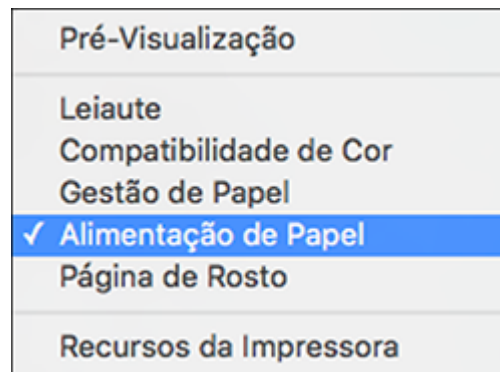 Pré-Visualização
Leiaute
Compatibilidade de Cor
Gestão de Papel
✓ Alimentação de Papel
Página de Rosto
Recursos da Impressora